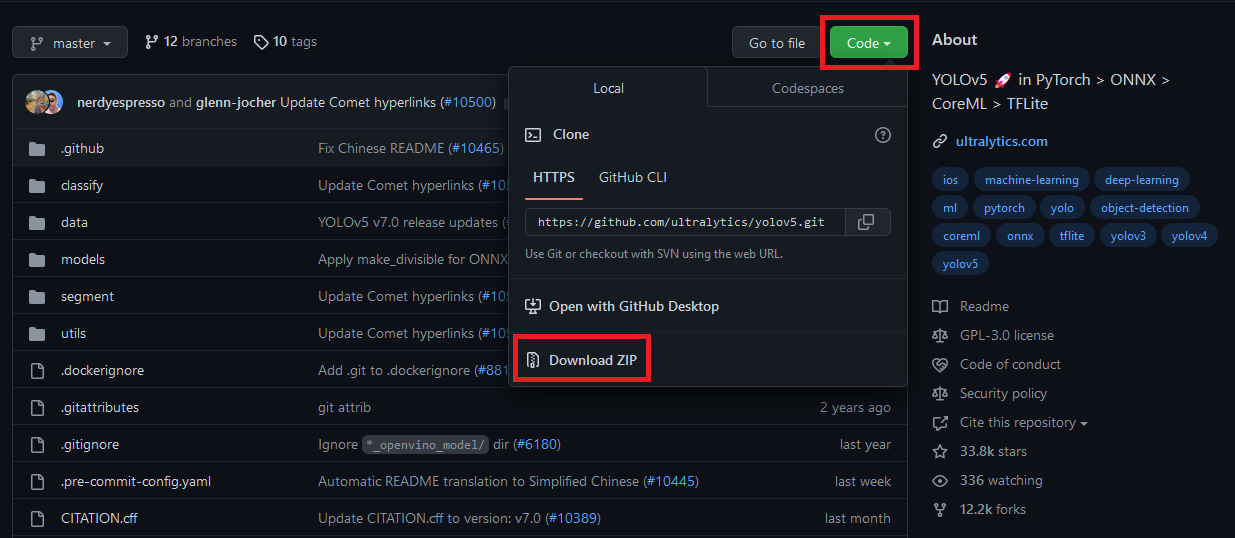 master
12 branches
10 tags
Go to file
Code
nerdyespresso and glenn-jocher Update Comet hyperlinks (#10500)
.github Fix Chinese README (#10465)
classify Update Comet hyperlinks
data YOLOv5 v7.0 release updates
models Apply make_divisible for ONNX
segment Update Comet hyperlinks
utils Update Comet hyperlinks
.dockerignore Add .git to .dockerignore
.gitattributes git attrib 2 years ago
.gitignore Ignore *_openvino_model/ dir (#6180) last year
.pre-commit-config.yaml Automatic README translation to Simplified Chinese (#10445) last week
CITATION.cff Update CITATION.cff to version: v7.0 (#10389) last month
Local Codespaces
Clone
HTTPS GitHub CLI
https://github.com/ultralytics/yolov5.git
Use Git or checkout with SVN using the web URL.
Open with GitHub Desktop
Download ZIP
About
YOLOv5 🚀 in PyTorch > ONNX >
CoreML > TFLite
ultralytics.com
ios machine-learning deep-learning
ml pytorch yolo object-detection
coreml onnx tflite yolov3 yolov4
yolov5
Readme
GPL-3.0 license
Code of conduct
Security policy
Cite this repository
33.8k stars
336 watching
12.2k forks